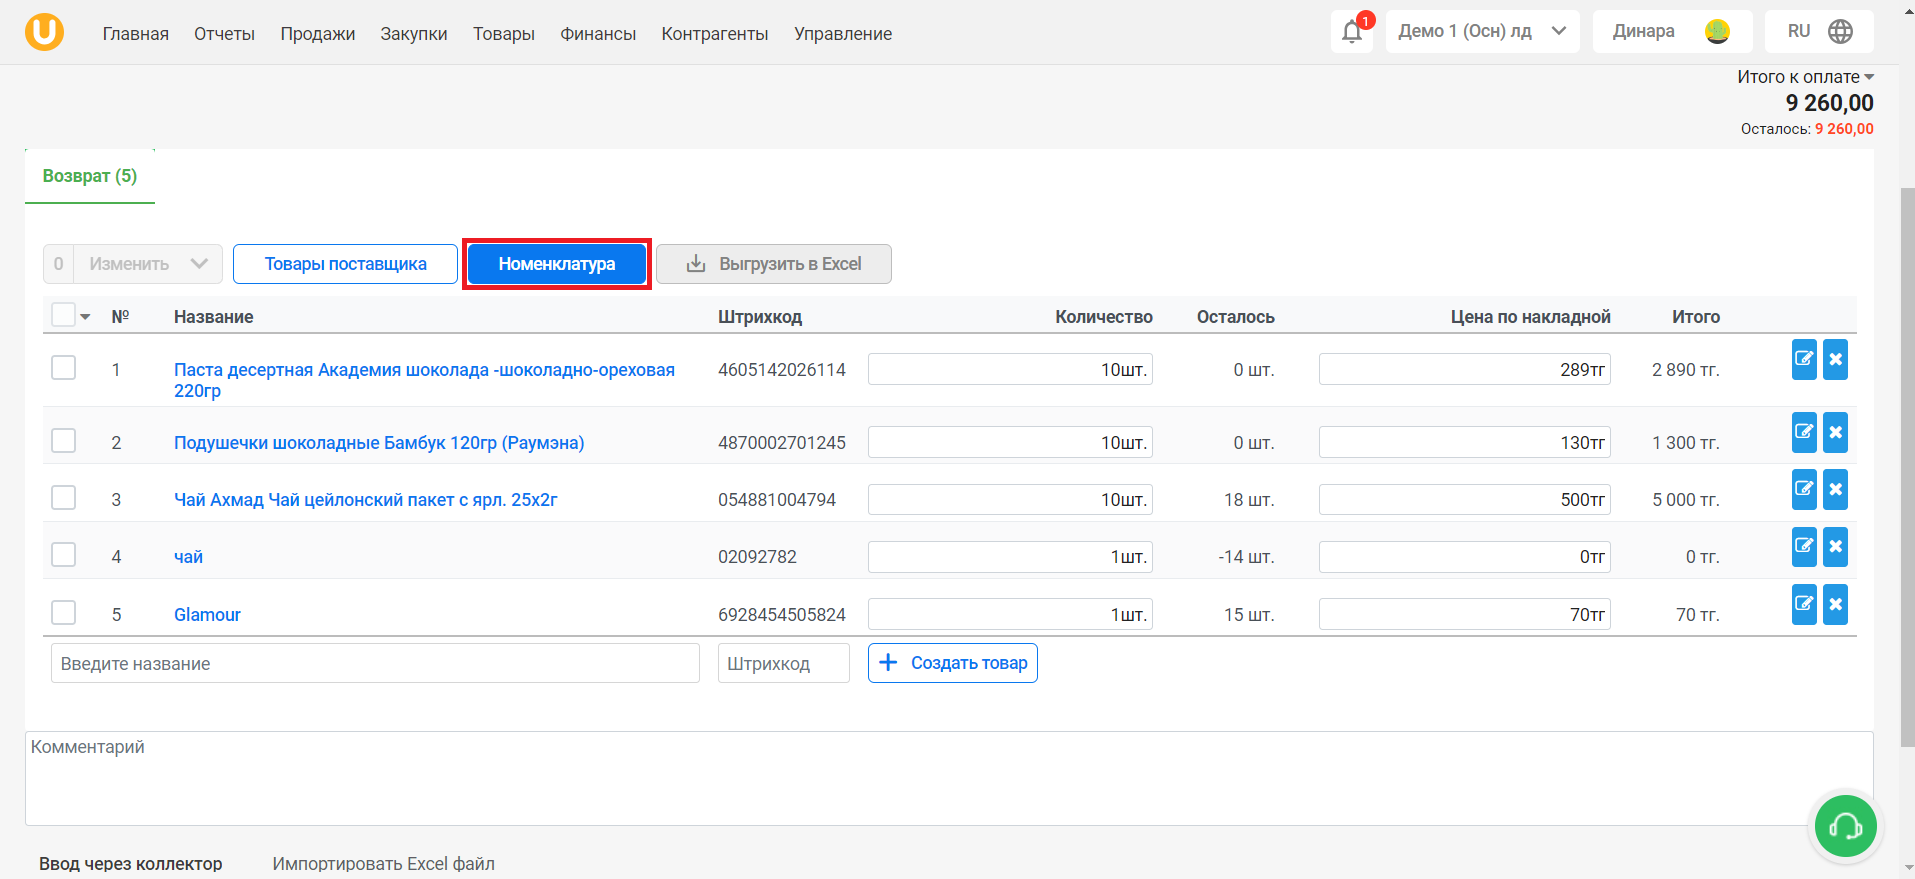 U Главная Отчеты Продажи Закупки Товары Финансы Контрагенты Управление 1 Демо 1 (Осн) лд Динара RU
Итого к оплате
9 260,00
Осталось: 9 260,00
Возврат (5)
0 Изменить Товары поставщика Номенклатура Выгрузить в Excel
№ Название Штрихкод Количество Осталось Цена по накладной Итого
1 Паста десертная Академия шоколада -шоколадно-ореховая 4605142026114 10шт. 0 шт. 289тг 2 890 тг.
220гр
2 Подушечки шоколадные Бамбук 120гр (Раумэна) 4870002701245 10шт. 0 шт. 130тг 1 300 тг.
3 Чай Ахмад Чай цейлонский пакет с ярл. 25х2г 054881004794 10шт. 18 шт. 500тг 5 000 тг.
4 чай 02092782 1шт. -14 шт. 0тг 0 тг.
5 Glamour 6928454505824 1шт. 15 шт. 70тг 70 тг.
Введите название Штрихкод Создать товар
Комментарий
Ввод через коллектор Импортировать Excel файл